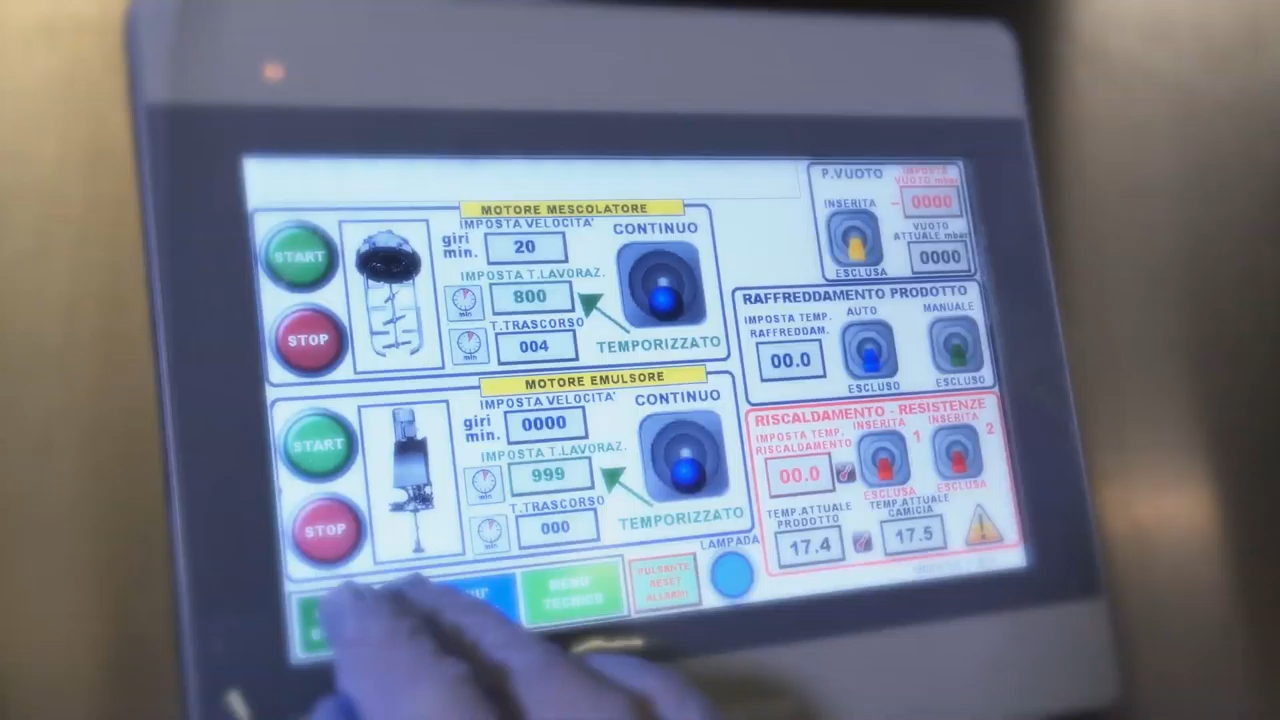 MOTORE MESCOLATORE
START
STOP
IMPOSTA VELOCITA'
giri
min.
20
IMPOSTA T.LAVORAZ.
min
800
T.TRASCORSO
min
004
CONTINUO
TEMPORIZZATO
MOTORE EMULSORE
START
STOP
IMPOSTA VELOCITA'
giri
min.
0000
IMPOSTA T.LAVORAZ.
min
999
T.TRASCORSO
min
000
CONTINUO
TEMPORIZZATO
P.VUOTO
INSERITA
ESCLUSA
IMPOSTA
VUOTO mbar
-0000
VUOTO
ATTUALE mbar
0000
RAFFREDDAMENTO PRODOTTO
IMPOSTA TEMP.
RAFFREDDAM.
00.0
AUTO
ESCLUSO
MANUALE
ESCLUSO
RISCALDAMENTO - RESISTENZE
IMPOSTA TEMP.
RISCALDAMENTO
00.0
INSERITA
1
ESCLUSA
INSERITA
2
ESCLUSA
TEMP.ATTUALE
PRODOTTO
17.4
TEMP.ATTUALE
CAMICIA
17.5
MENU'
TECNICO
PULSANTE
RESET
ALLARMI
LAMPADA